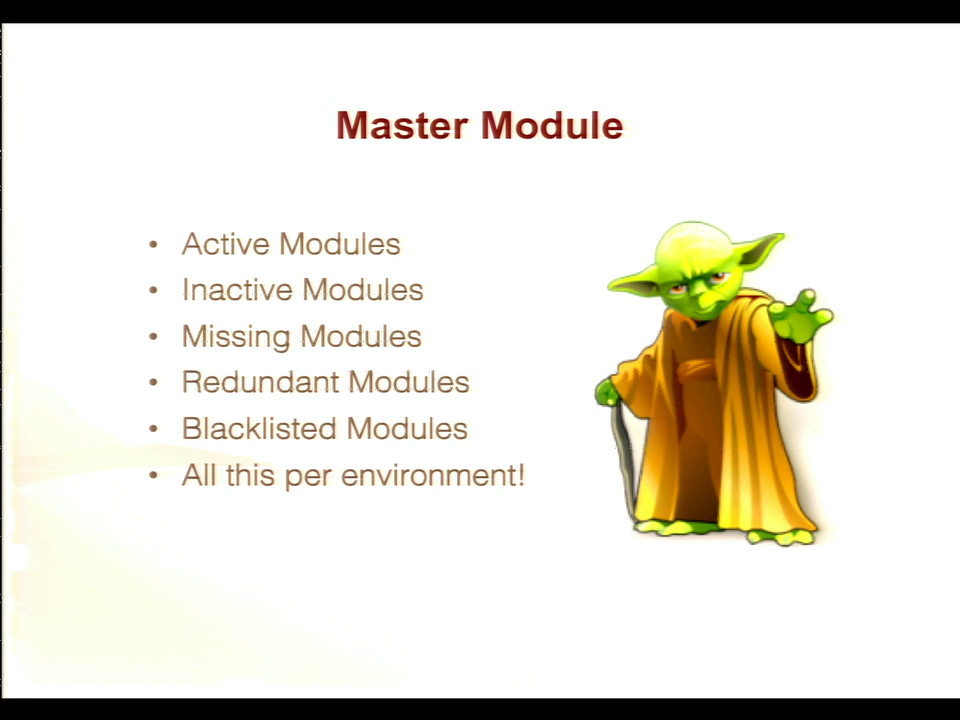 Master Module
• Active Modules
• Inactive Modules
• Missing Modules
• Redundant Modules
• Blacklisted Modules
• All this per environment!